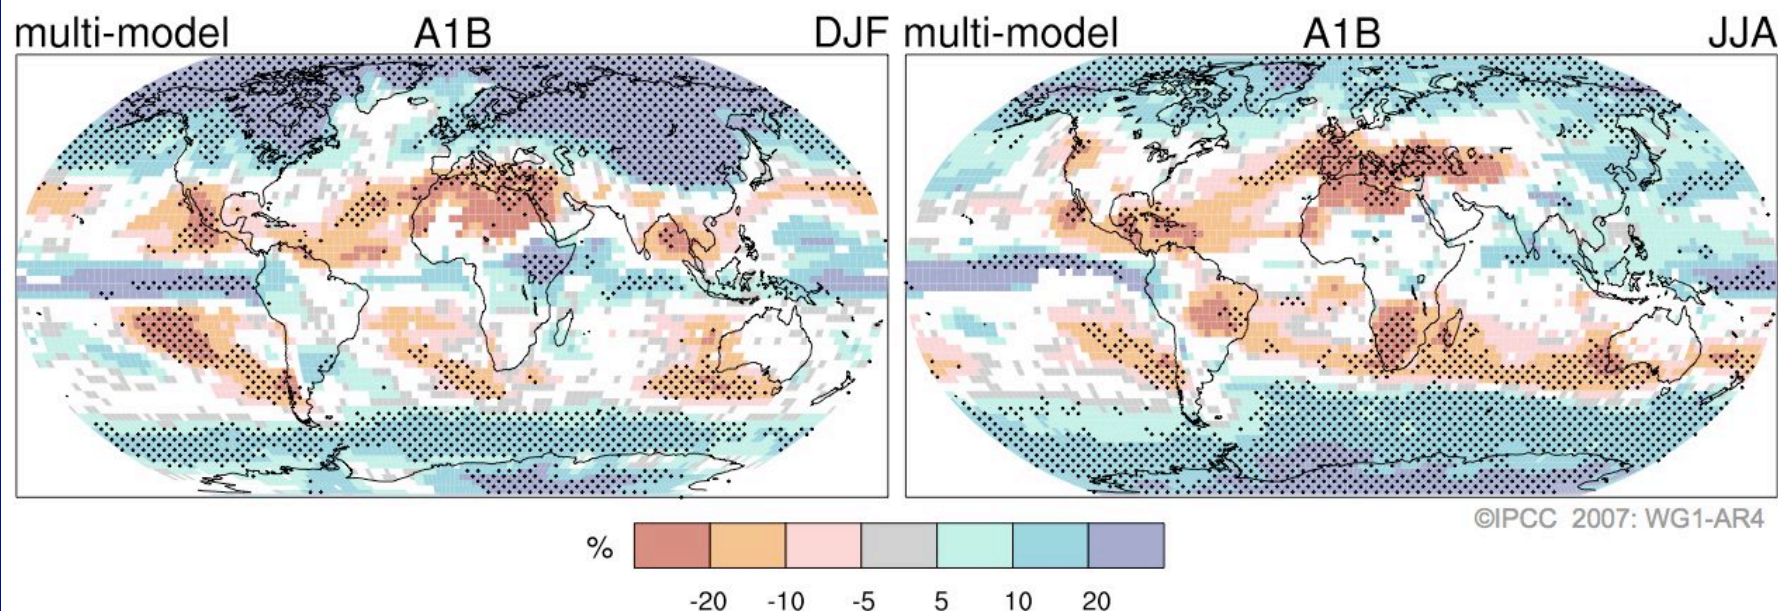 multi-model A1B DJF
multi-model A1B JJA
©IPCC 2007: WG1-AR4
%
-20 -10 -5 5 10 20